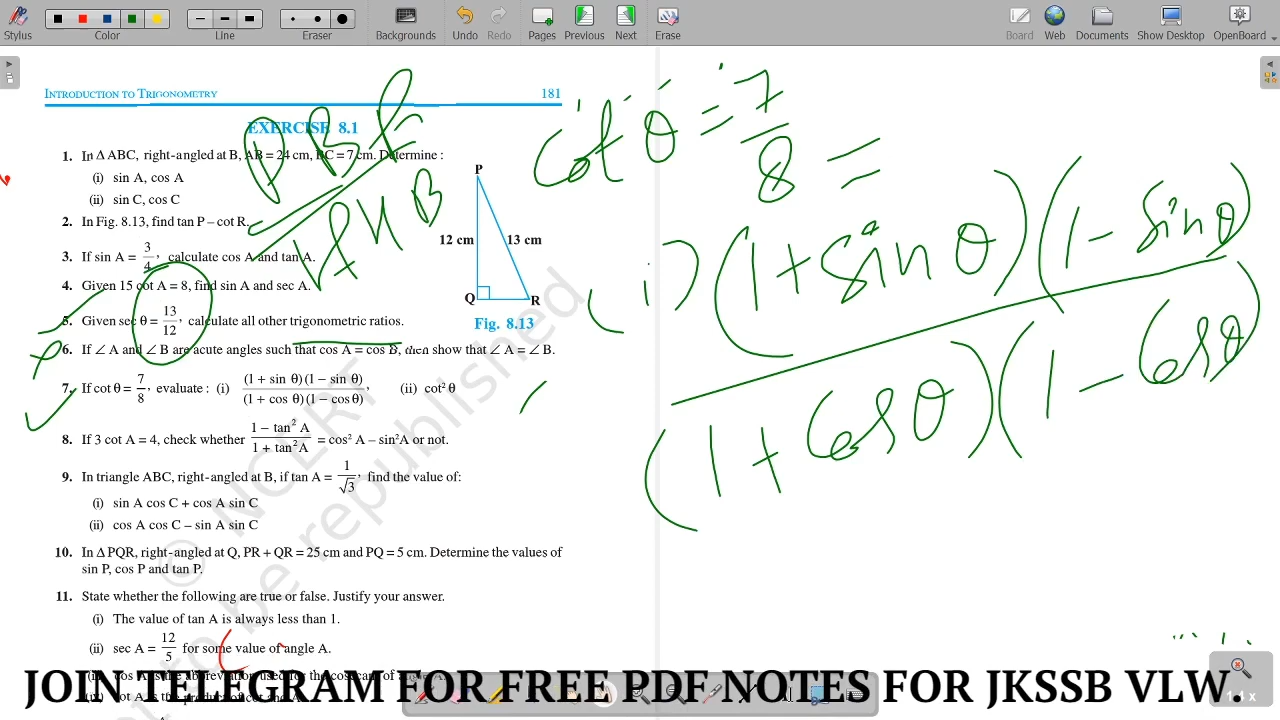 Stylus Color Line Eraser Backgrounds Undo Redo Pages Previous Next Erase Board Web Documents Show Desktop OpenBoard
INTRODUCTION TO TRIGONOMETRY 181
EXERCISE 8.1
1. In Δ ABC, right-angled at B, AB = 24 cm, BC = 7 cm. Determine :
(i) sin A, cos A
(ii) sin C, cos C
2. In Fig. 8.13, find tan P – cot R.
3. If sin A = 3/4, calculate cos A and tan A.
4. Given 15 cot A = 8, find sin A and sec A.
5. Given sec θ = 13/12, calculate all other trigonometric ratios.
6. If ∠ A and ∠ B are acute angles such that cos A = cos B, then show that ∠ A = ∠ B.
7. If cot θ = 7/8, evaluate : (i) (1 + sin θ)(1 – sin θ)/(1 + cos θ)(1 – cos θ), (ii) cot² θ
8. If 3 cot A = 4, check whether 1 – tan² A/1 + tan² A = cos² A – sin² A or not.
9. In triangle ABC, right-angled at B, if tan A = 1/√3, find the value of:
(i) sin A cos C + cos A sin C
(ii) cos A cos C – sin A sin C
10. In Δ PQR, right-angled at Q, PR + QR = 25 cm and PQ = 5 cm. Determine the values of
sin P, cos P and tan P.
11. State whether the following are true or false. Justify your answer.
(i) The value of tan A is always less than 1.
(ii) sec A = 12/5 for some value of angle A.
P
12 cm 13 cm
Q R
Fig. 8.13
© NCERT
not to be republished
P B P
H H B
cot θ = 7/8 =
(i) (1 + sin θ)(1 – sin θ
(1 + cos θ)(1 – cos θ)
JOIN TELEGRAM FOR FREE PDF NOTES FOR JKSSB VLW.
1.1 x